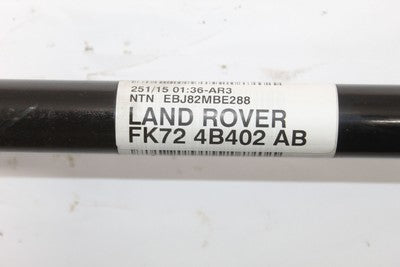 251/15 01:36-AR3
NTN EBJ82MBE288
LAND ROVER
FK72 4B402 AB